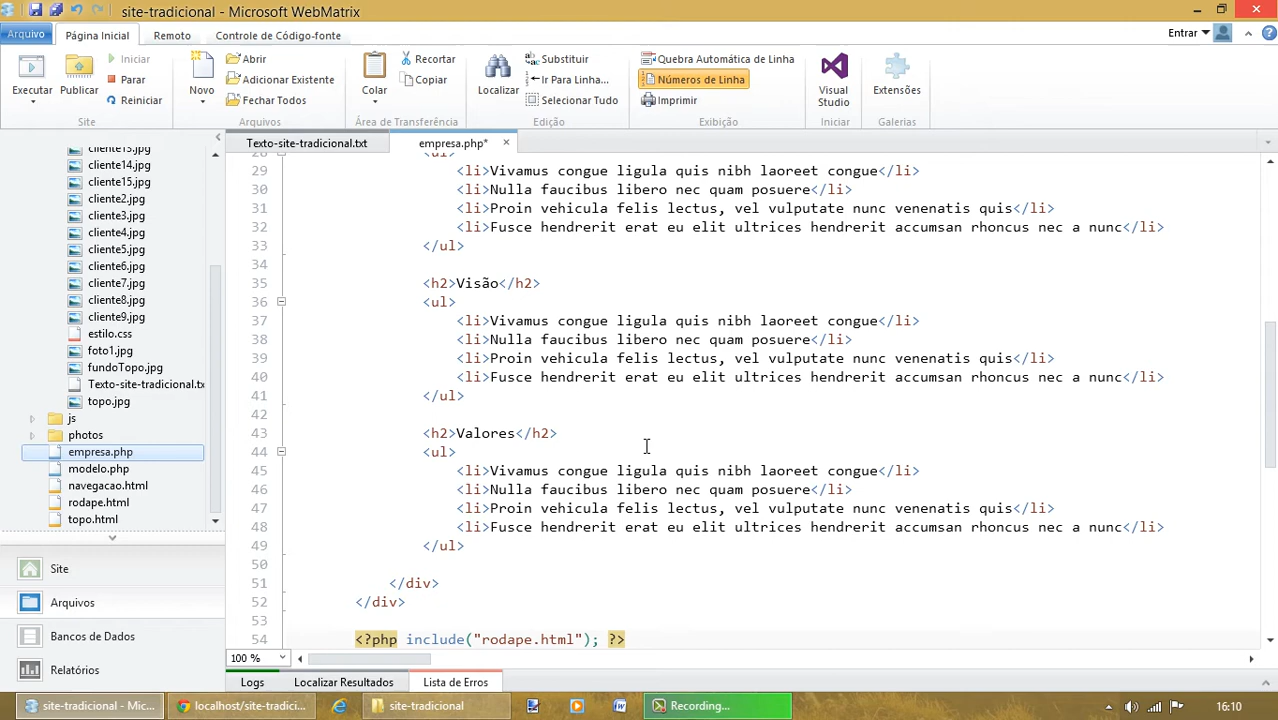 site-tradicional - Microsoft WebMatrix
Arquivo
Página Inicial
Remoto
Controle de Código-fonte
Entrar
Executar
Publicar
Iniciar
Parar
Reiniciar
Site
Novo
Abrir
Adicionar Existente
Fechar Todos
Arquivos
Colar
Recortar
Copiar
Área de Transferência
Localizar
Substituir
Ir Para Linha...
Selecionar Tudo
Edição
Quebra Automática de Linha
Números de Linha
Imprimir
Exibição
Visual
Studio
Iniciar
Extensões
Galerias
Texto-site-tradicional.txt
empresa.php*
cliente13.jpg
cliente14.jpg
cliente15.jpg
cliente2.jpg
cliente3.jpg
cliente4.jpg
cliente5.jpg
cliente6.jpg
cliente7.jpg
cliente8.jpg
cliente9.jpg
estilo.css
foto1.jpg
fundoTopo.jpg
Texto-site-tradicional.tx
topo.jpg
js
photos
empresa.php
modelo.php
navegacao.html
rodape.html
topo.html
Site
Arquivos
Bancos de Dados
Relatórios
28 <ul>
29 <li>Vivamus congue ligula quis nibh laoreet congue</li>
30 <li>Nulla faucibus libero nec quam posuere</li>
31 <li>Proin vehicula felis lectus, vel vulputate nunc venenatis quis</li>
32 <li>Fusce hendrerit erat eu elit ultrices hendrerit accumsan rhoncus nec a nunc</li>
33 </ul>
34
35 <h2>Visão</h2>
36 <ul>
37 <li>Vivamus congue ligula quis nibh laoreet congue</li>
38 <li>Nulla faucibus libero nec quam posuere</li>
39 <li>Proin vehicula felis lectus, vel vulputate nunc venenatis quis</li>
40 <li>Fusce hendrerit erat eu elit ultrices hendrerit accumsan rhoncus nec a nunc</li>
41 </ul>
42
43 <h2>Valores</h2>
44 <ul>
45 <li>Vivamus congue ligula quis nibh laoreet congue</li>
46 <li>Nulla faucibus libero nec quam posuere</li>
47 <li>Proin vehicula felis lectus, vel vulputate nunc venenatis quis</li>
48 <li>Fusce hendrerit erat eu elit ultrices hendrerit accumsan rhoncus nec a nunc</li>
49 </ul>
50
51 </div>
52 </div>
53
54 <?php include("rodape.html"); ?>
100 %
Logs
Localizar Resultados
Lista de Erros
site-tradicional - Mic...
localhost/site-tradici...
site-tradicional
Recording...
16:10